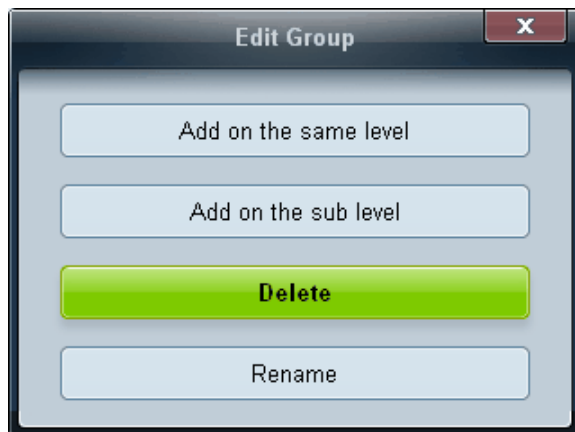 Edit Group
X
Add on the same level
Add on the sub level
Delete
Rename